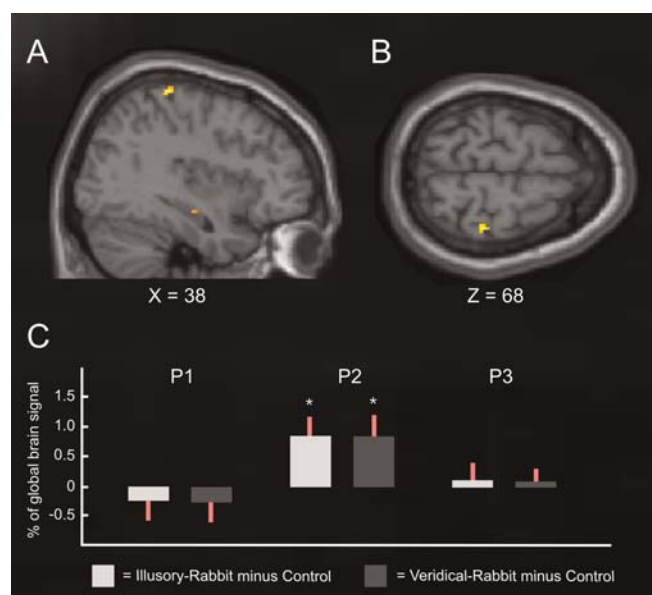 A
B
X = 38
Z = 68
C
P1
P2
P3
1.5
1.0
0.5
0
-0.5
% of global brain signal
*
*
= Illusory-Rabbit minus Control
= Veridical-Rabbit minus Control